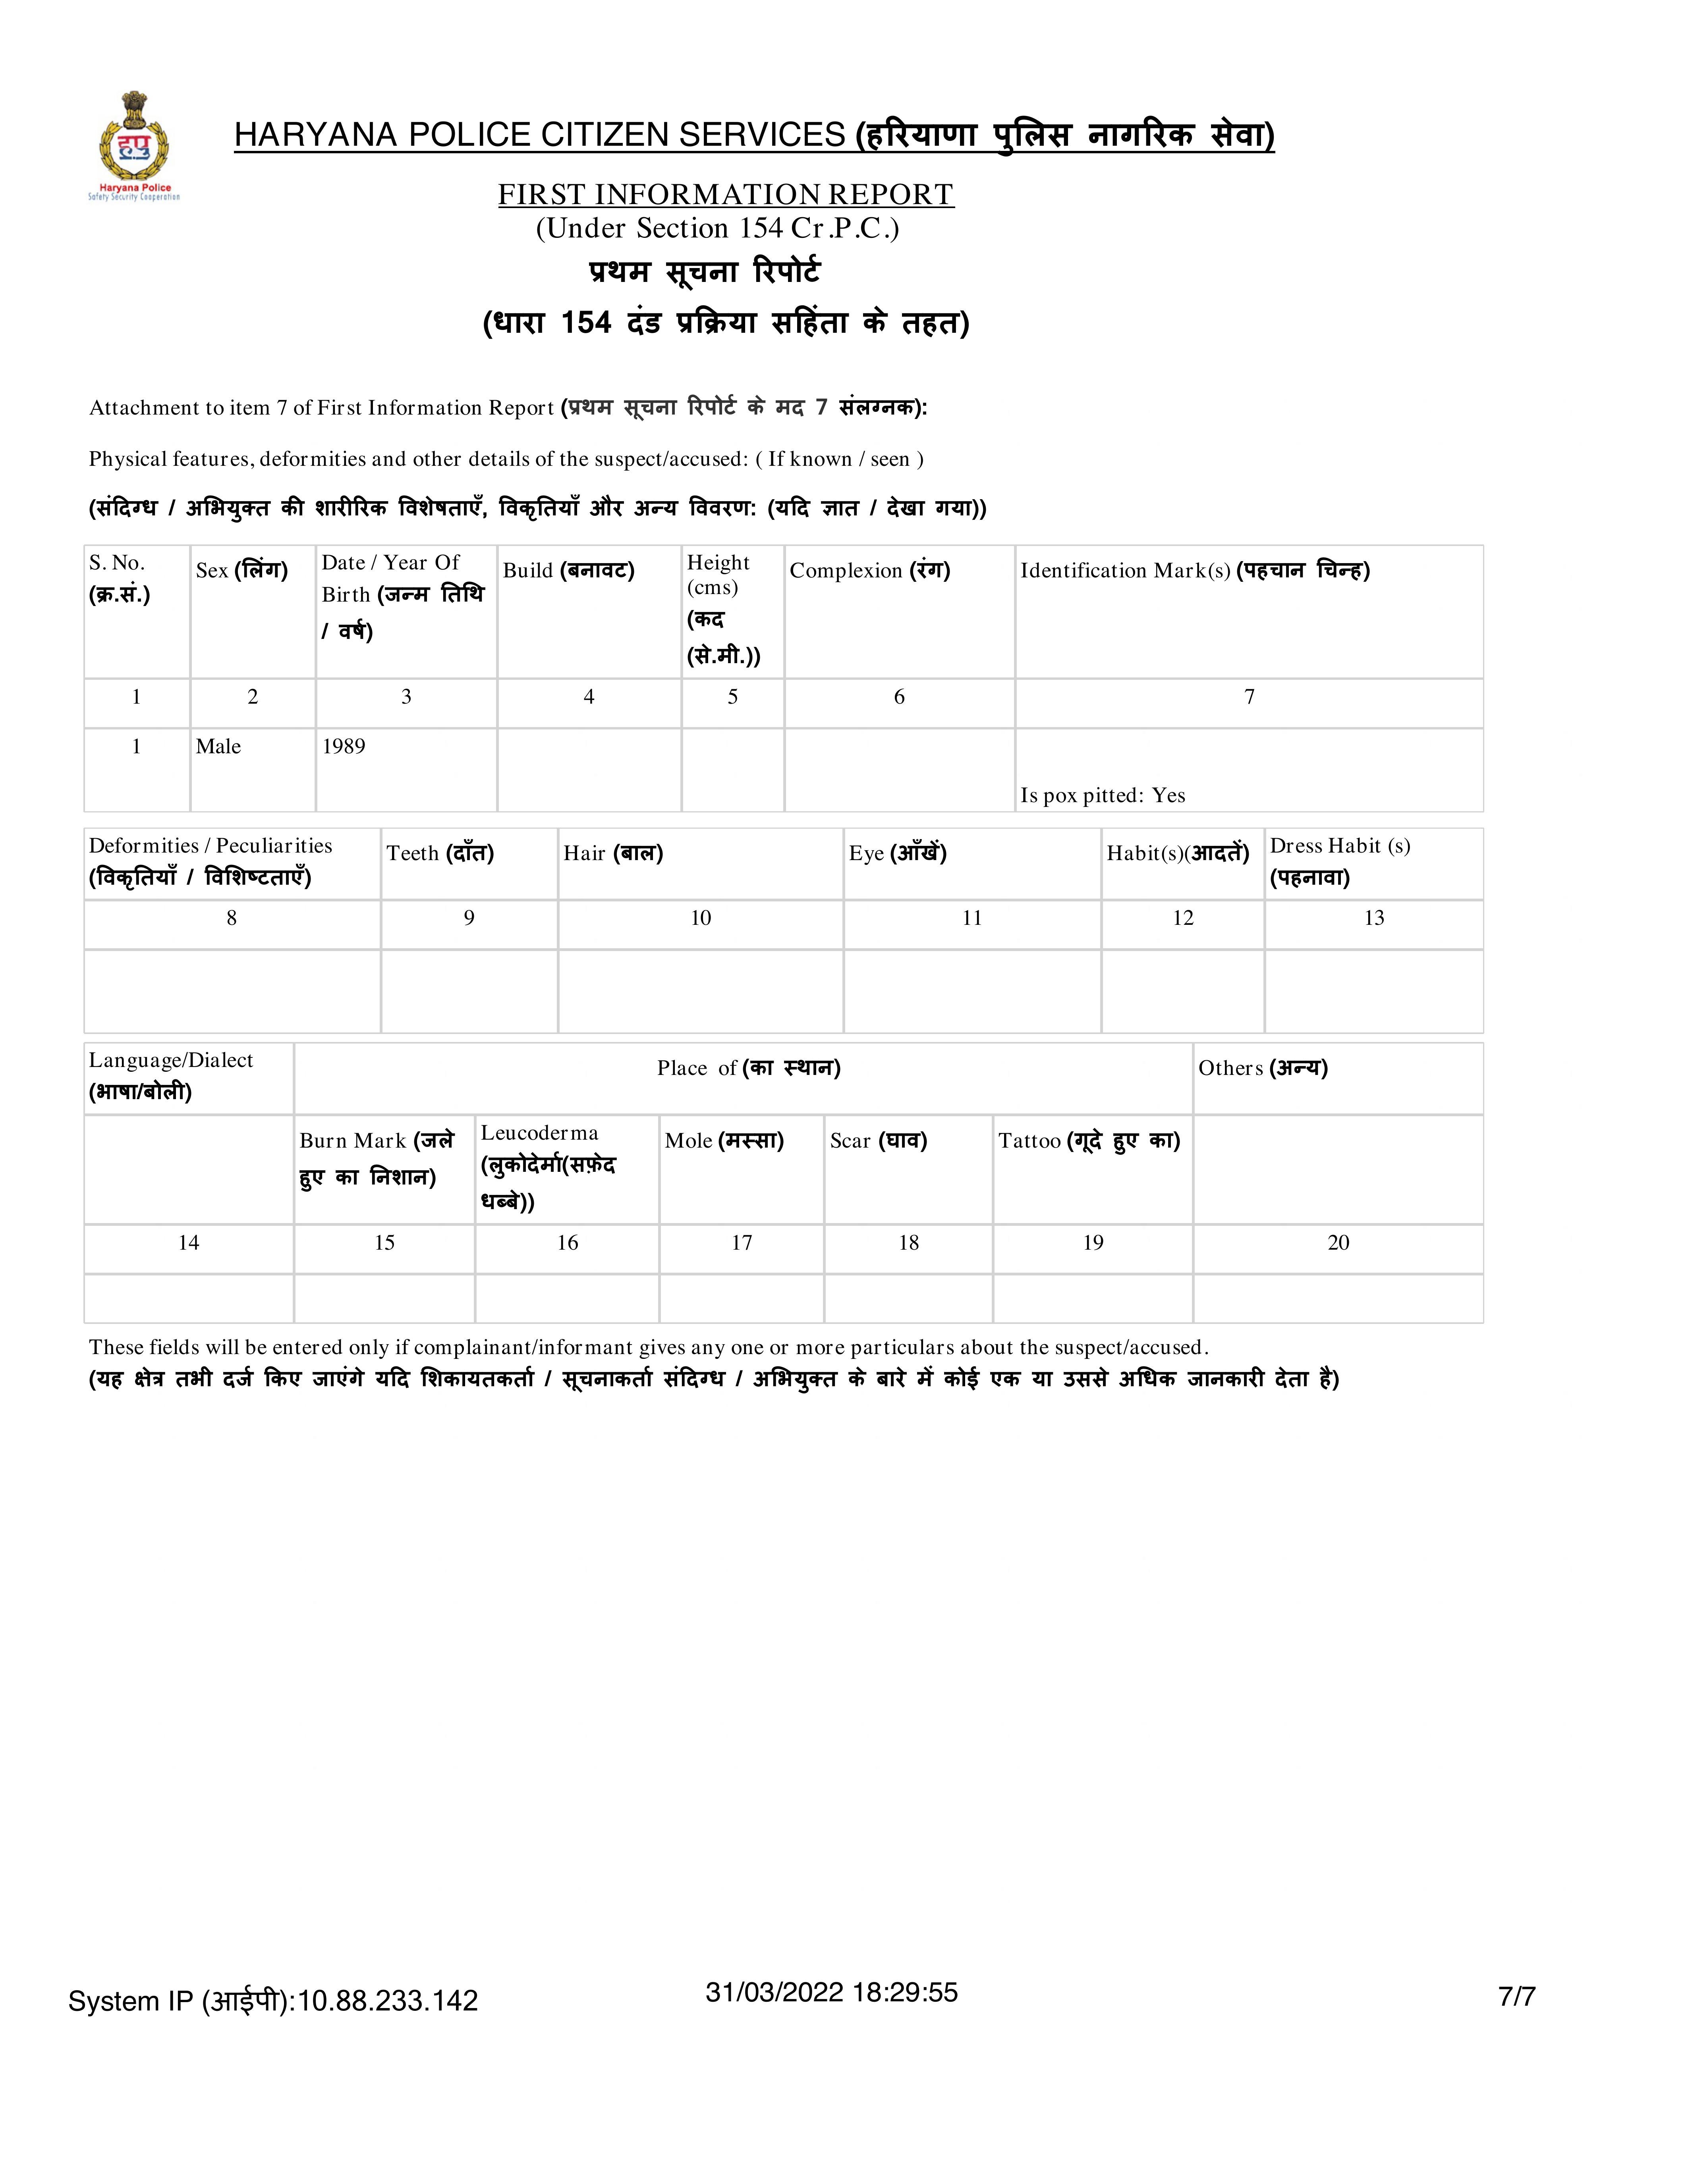 हपु
Haryana Police
Safety Security Cooperation
HARYANA POLICE CITIZEN SERVICES (हरियाणा पुलिस नागरिक सेवा)
FIRST INFORMATION REPORT
(Under Section 154 Cr.P.C.)
प्रथम सूचना रिपोर्ट
(धारा 154 दंड प्रक्रिया सहिंता के तहत)
Attachment to item 7 of First Information Report (प्रथम सूचना रिपोर्ट के मद 7 संलग्नक):
Physical features, deformities and other details of the suspect/accused: ( If known / seen )
(संदिग्ध / अभियुक्त की शारीरिक विशेषताएँ, विकृतियाँ और अन्य विवरण: (यदि ज्ञात / देखा गया))
S. No.
(क्र.सं.)
Sex (लिंग)
Date / Year Of
Birth (जन्म तिथि
/ वर्ष)
Build (बनावट)
Height
(cms)
(कद
(से.मी.))
Complexion (रंग)
Identification Mark(s) (पहचान चिन्ह)
1 2 3 4 5 6 7
1 Male 1989
Is pox pitted: Yes
Deformities / Peculiarities
(विकृतियाँ / विशिष्टताएँ)
Teeth (दाँत)
Hair (बाल)
Eye (आँखें)
Habit(s)(आदतें)
Dress Habit (s)
(पहनावा)
8 9 10 11 12 13
Language/Dialect
(भाषा/बोली)
Place of (का स्थान)
Others (अन्य)
Burn Mark (जले
हुए का निशान)
Leucoderma
(लुकोदेर्मा(सफ़ेद
धब्बे))
Mole (मस्सा)
Scar (घाव)
Tattoo (गूदे हुए का)
14 15 16 17 18 19 20
These fields will be entered only if complainant/informant gives any one or more particulars about the suspect/accused.
(यह क्षेत्र तभी दर्ज किए जाएंगे यदि शिकायतकर्ता / सूचनाकर्ता संदिग्ध / अभियुक्त के बारे में कोई एक या उससे अधिक जानकारी देता है)
System IP (आईपी):10.88.233.142 31/03/2022 18:29:55 7/7